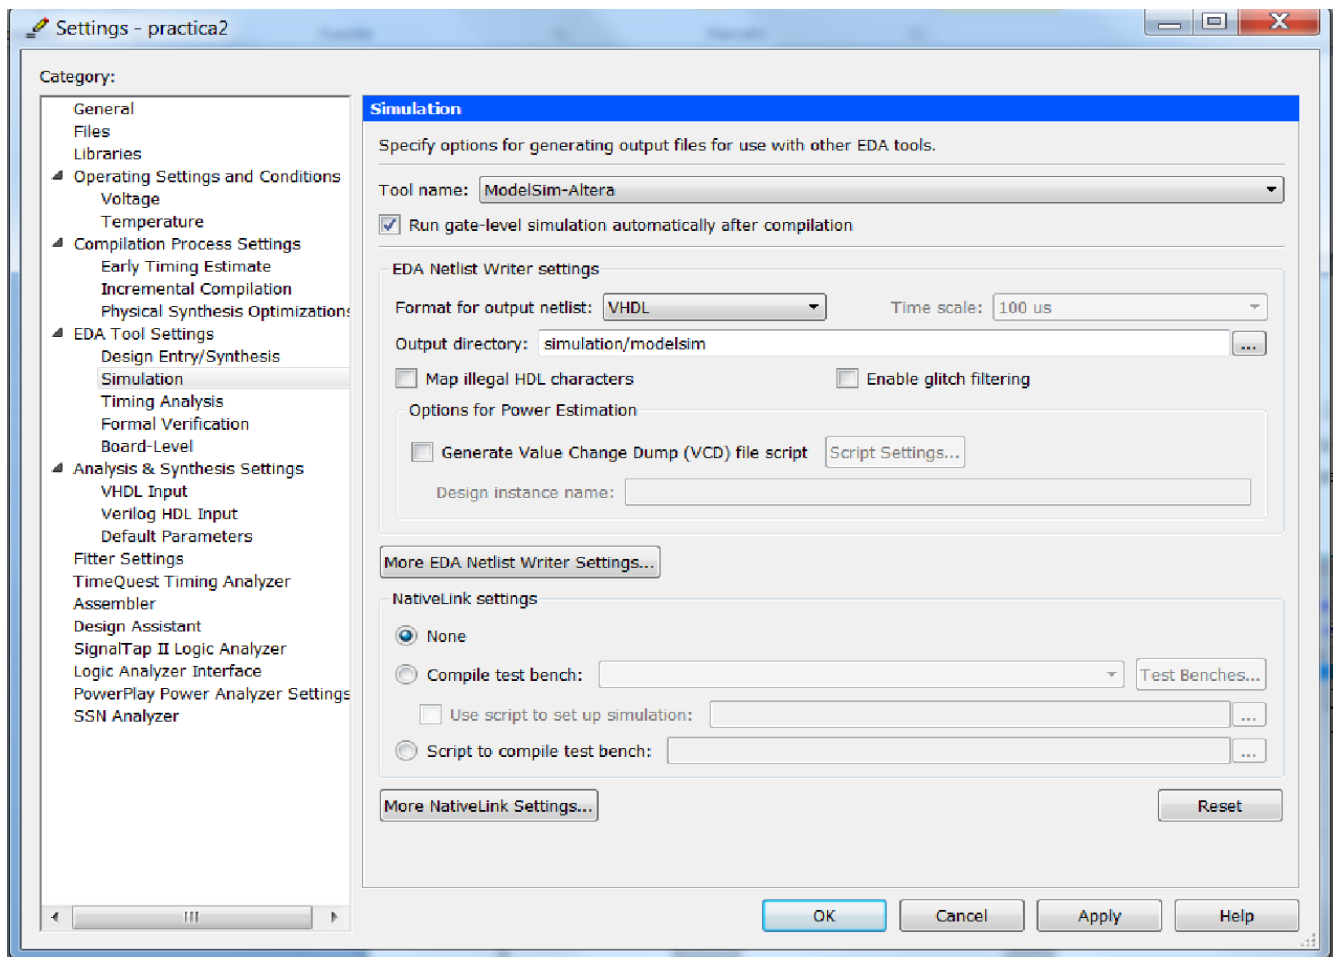 Settings - practica2
Category:
General
Files
Libraries
Operating Settings and Conditions
Voltage
Temperature
Compilation Process Settings
Early Timing Estimate
Incremental Compilation
Physical Synthesis Optimizations
EDA Tool Settings
Design Entry/Synthesis
Simulation
Timing Analysis
Formal Verification
Board-Level
Analysis & Synthesis Settings
VHDL Input
Verilog HDL Input
Default Parameters
Fitter Settings
TimeQuest Timing Analyzer
Assembler
Design Assistant
SignalTap II Logic Analyzer
Logic Analyzer Interface
PowerPlay Power Analyzer Settings
SSN Analyzer
Simulation
Specify options for generating output files for use with other EDA tools.
Tool name: ModelSim-Altera
Run gate-level simulation automatically after compilation
EDA Netlist Writer settings
Format for output netlist: VHDL Time scale: 100 us
Output directory: simulation/modelsim ...
Map illegal HDL characters Enable glitch filtering
Options for Power Estimation
Generate Value Change Dump (VCD) file script Script Settings...
Design instance name:
More EDA Netlist Writer Settings...
NativeLink settings
None
Compile test bench: Test Benches...
Use script to set up simulation: ...
Script to compile test bench: ...
More NativeLink Settings... Reset
OK Cancel Apply Help